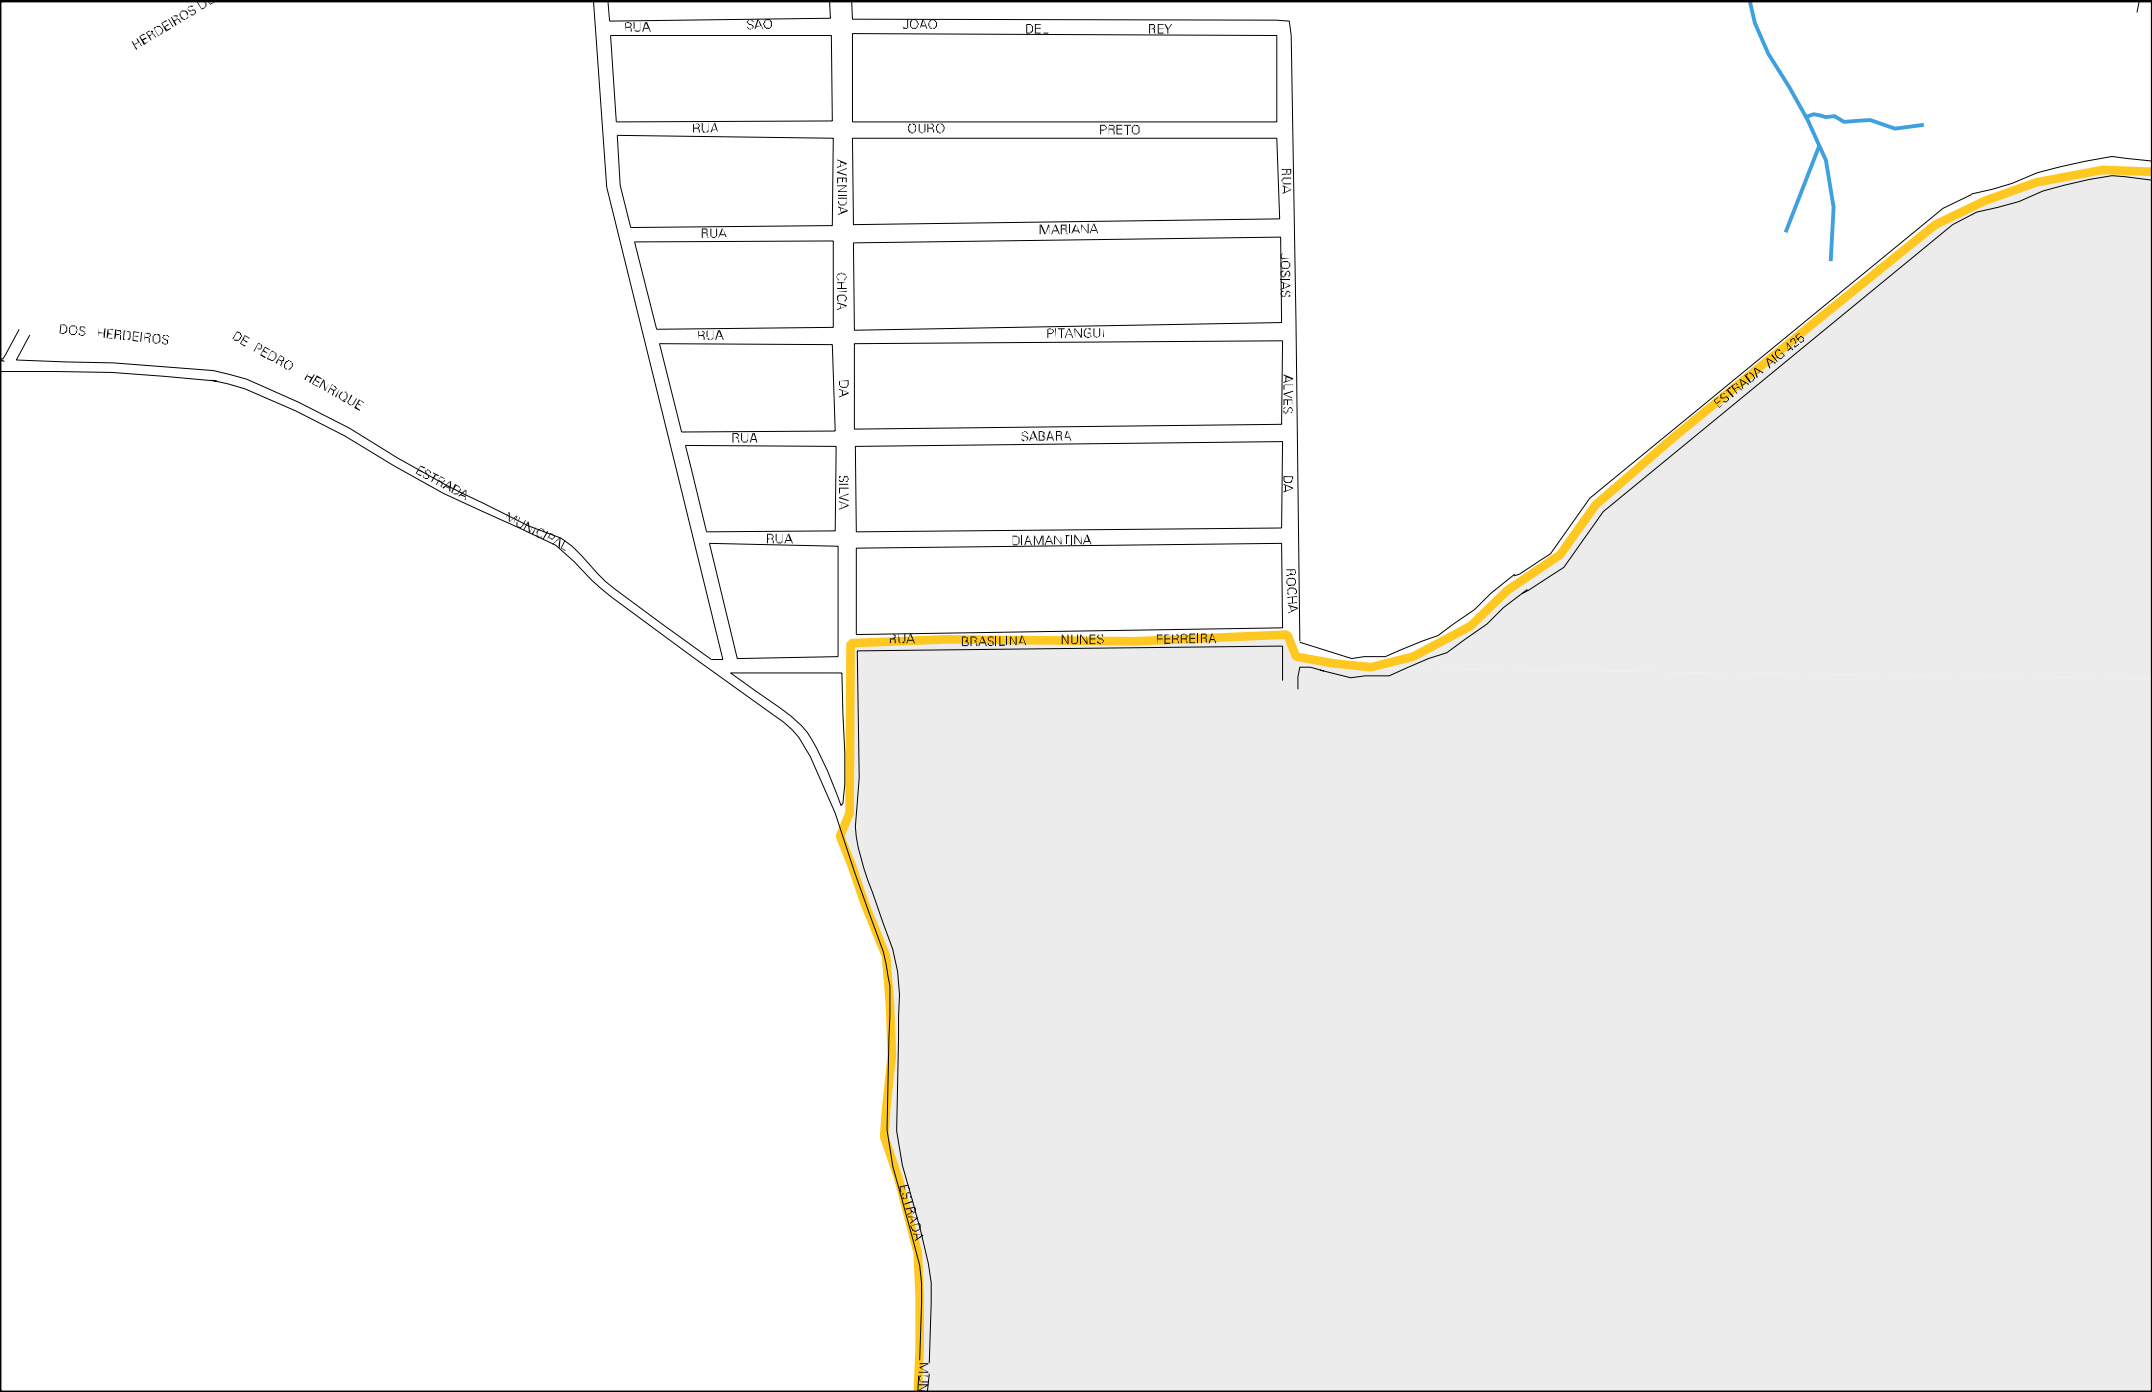 HERDEIROS DE
RUA SAO JOAO DEL REY
RUA OURO PRETO
AVENIDA CHICA DA SILVA
RUA JOSIAS ALVES DA ROCHA
RUA MARIANA
DOS HERDEIROS DE PEDRO HENRIQUE
RUA PITANGUI
ESTRADA AIG 425
RUA SABARA
ESTRADA MUNICIPAL
RUA DIAMANTINA
RUA BRASILINA NUNES FERREIRA
ESTRADA MUN